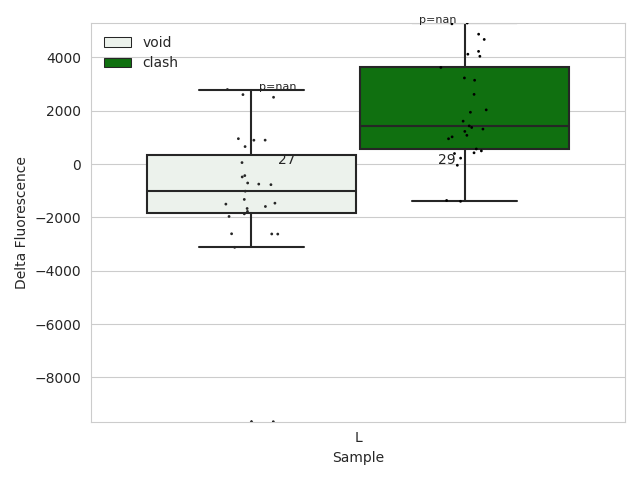 p=nan
void
clash
p=nan
4000
2000
0
−2000
−4000
−6000
−8000
27
29
Delta Fluorescence
L
Sample